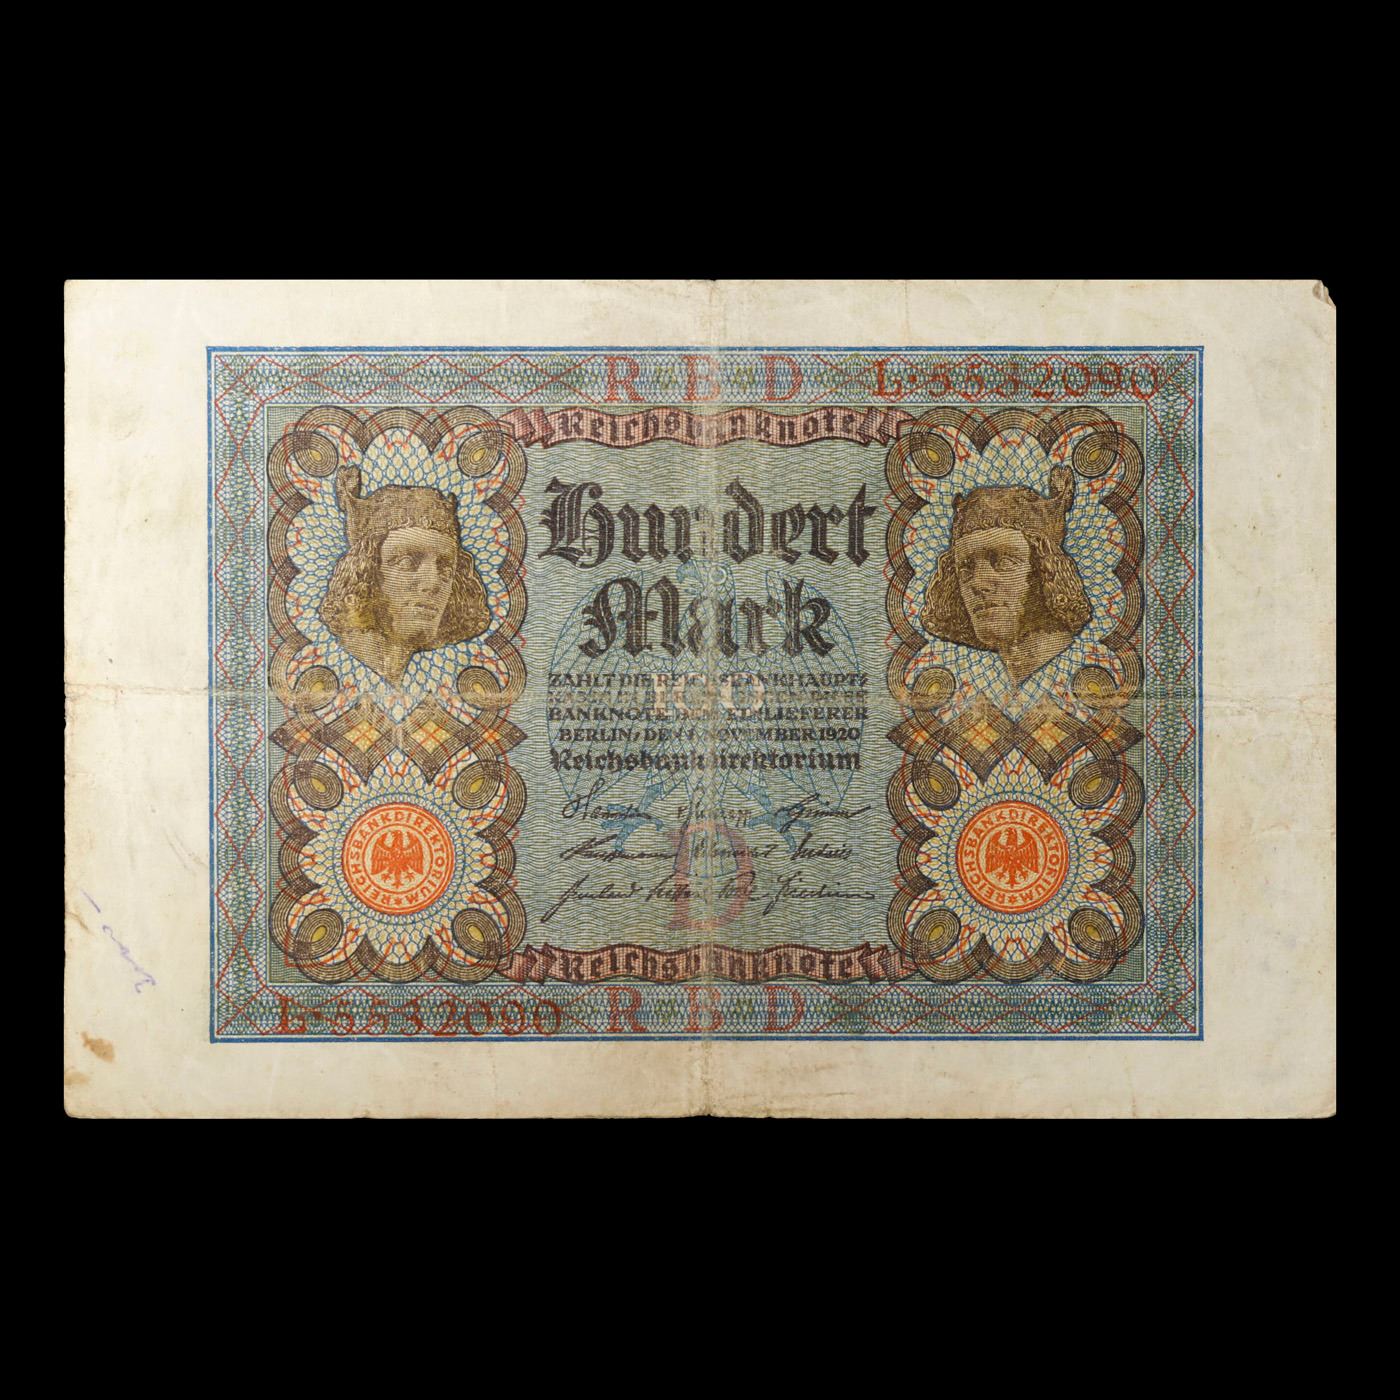 R B D L·5532090
Reichsbanknote
Hundert
Mark
ZAHLT DIE REICHSBANKHAUPT=
BANKNOTE DEM EINLIEFERER
BERLIN, DEN 1. NOVEMBER 1920
Reichsbankdirektorium
REICHSBANKDIREKTORIUM
REICHSBANKDIREKTORIUM
D
Reichsbanknote
L·5532090 R B D